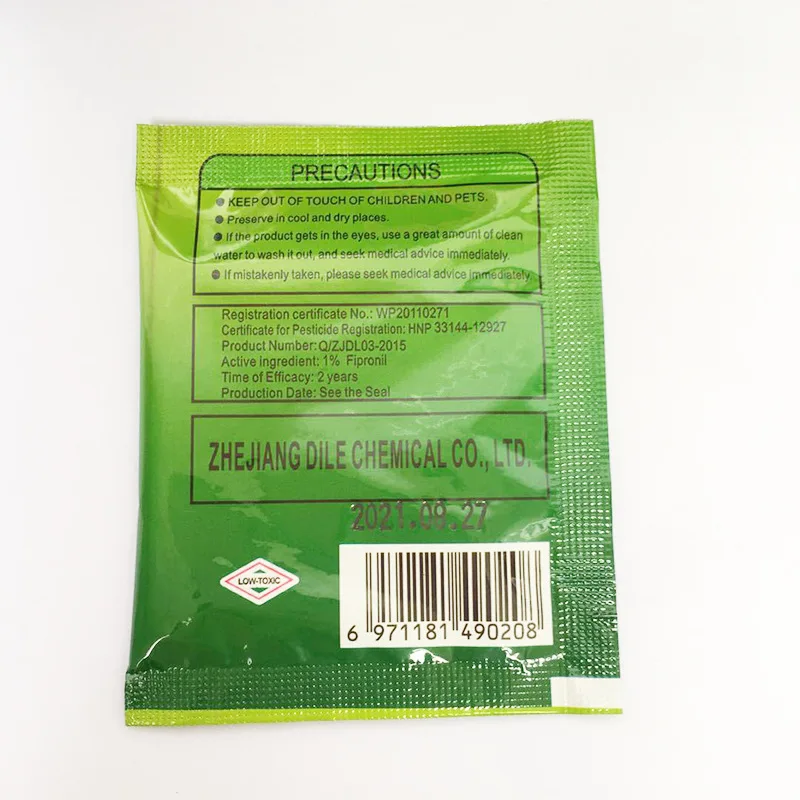 PRECAUTIONS
● KEEP OUT OF TOUCH OF CHILDREN AND PETS.
● Preserve in cool and dry places.
● If the product gets in the eyes, use a great amount of clean
water to wash it out, and seek medical advice immediately.
● If mistakenly taken, please seek medical advice immediately
Registration certificate No.: WP20110271
Certificate for Pesticide Registration: HNP 33144-12927
Product Number:Q/ZJDL03-2015
Active ingredient: 1% Fipronil
Time of Efficacy: 2 years
Production Date: See the Seal
ZHEJIANG DILE CHEMICAL CO., LTD.
2021.09.27
LOW-TOXIC
6 971181 490208